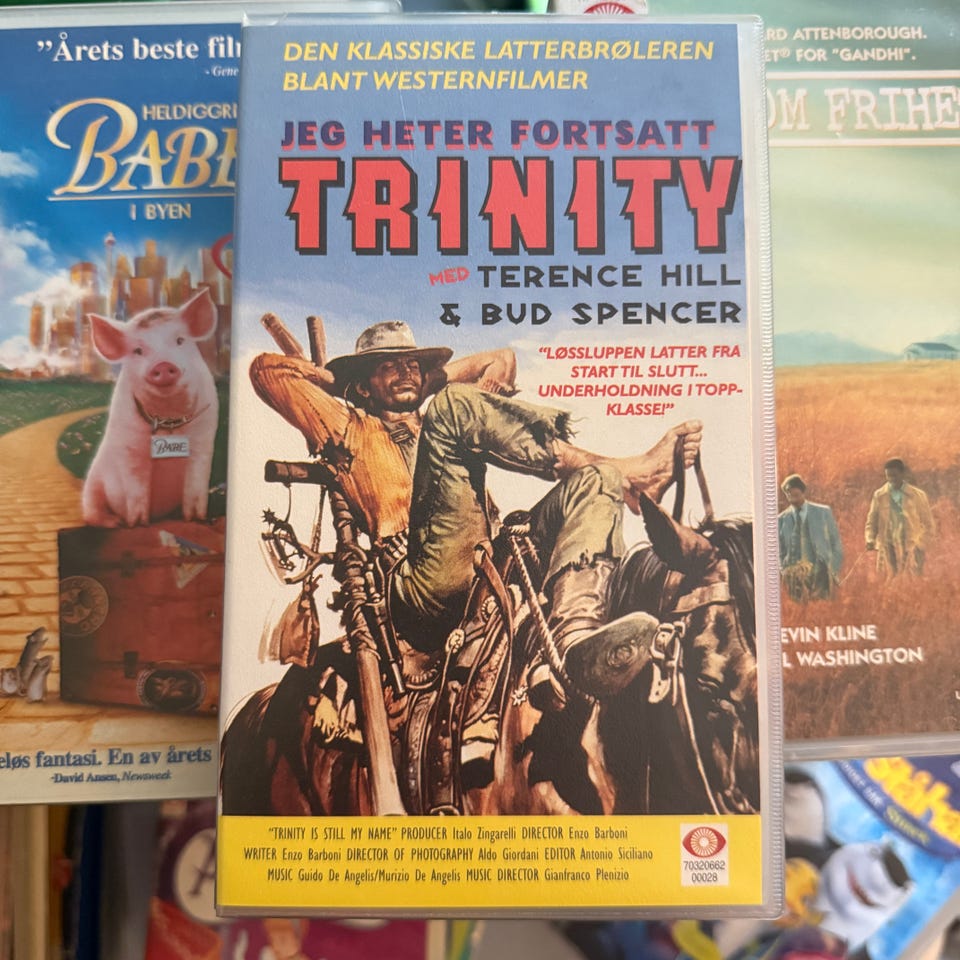 DEN KLASSISKE LATTERBRØLEREN
BLANT WESTERNFILMER
JEG HETER FORTSATT
TRINITY
MED TERENCE HILL
& BUD SPENCER
"LØSSLUPPEN LATTER FRA
START TIL SLUTT...
UNDERHOLDNING I TOPP-
KLASSE!"
"TRINITY IS STILL MY NAME" PRODUCER Italo Zingarelli DIRECTOR Enzo Barboni
WRITER Enzo Barboni DIRECTOR OF PHOTOGRAPHY Aldo Giordani EDITOR Antonio Siciliano
MUSIC Guido De Angelis/Murizio De Angelis MUSIC DIRECTOR Gianfranco Plenizio
70320662
00028
"Årets beste
HELDIGGRI
BABE
I BYEN
BABE
fantasi. En av årets
-David Ansen, Newsweek
RD ATTENBOROUGH.
FOR "GANDHI".
OM FRIHE
EVIN KLINE
L WASHINGTON